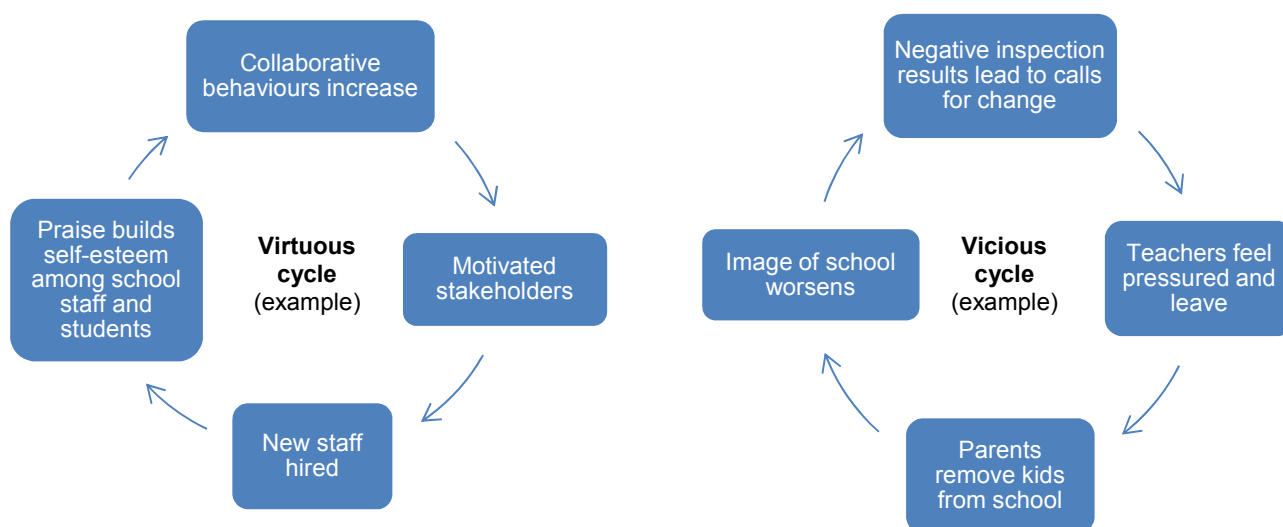 Collaborative
behaviours increase
Motivated
stakeholders
New staff
hired
Praise builds
self-esteem
among school
staff and
students
Virtuous
cycle
(example)
Negative inspection
results lead to calls
for change
Teachers feel
pressured and
leave
Parents
remove kids
from school
Image of school
worsens
Vicious
cycle
(example)